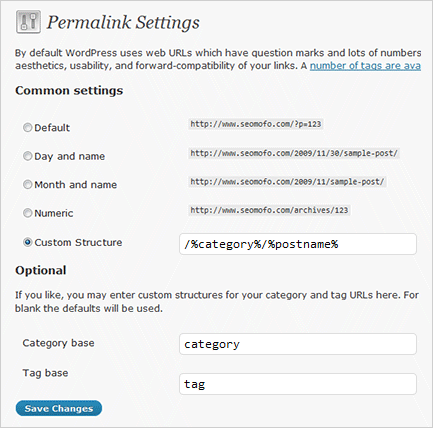 Permalink Settings
By default WordPress uses web URLs which have question marks and lots of numbers
aesthetics, usability, and forward-compatibility of your links. A number of tags are ava
Common settings
Default http://www.seomofo.com/?p=123
Day and name http://www.seomofo.com/2009/11/30/sample-post/
Month and name http://www.seomofo.com/2009/11/sample-post/
Numeric http://www.seomofo.com/archives/123
Custom Structure /%category%/%postname%
Optional
If you like, you may enter custom structures for your category and tag URLs here. For
blank the defaults will be used.
Category base category
Tag base tag
Save Changes